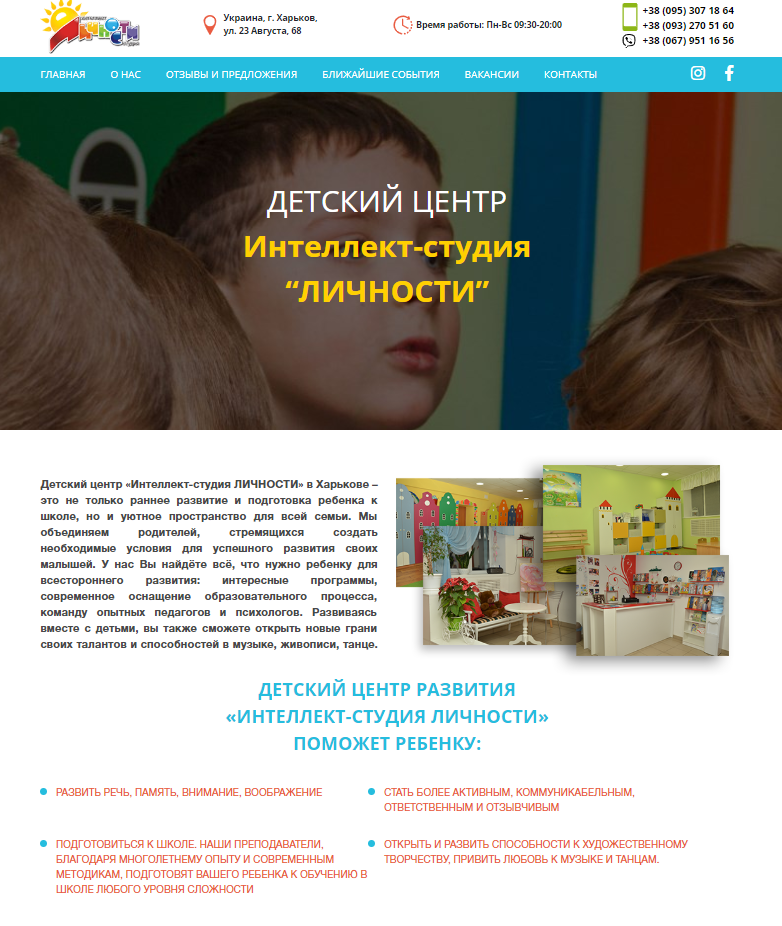 Личности
Украина, г. Харьков,
ул. 23 Августа, 68
Время работы: Пн-Вс 09:30-20:00
+38 (095) 307 18 64
+38 (093) 270 51 60
+38 (067) 951 16 56
ГЛАВНАЯ О НАС ОТЗЫВЫ И ПРЕДЛОЖЕНИЯ БЛИЖАЙШИЕ СОБЫТИЯ ВАКАНСИИ КОНТАКТЫ
ДЕТСКИЙ ЦЕНТР
Интеллект-студия
“ЛИЧНОСТИ”
Детский центр «Интеллект-студия ЛИЧНОСТИ» в Харькове –
это не только раннее развитие и подготовка ребенка к
школе, но и уютное пространство для всей семьи. Мы
объединяем родителей, стремящихся создать
необходимые условия для успешного развития своих
малышей. У нас Вы найдёте всё, что нужно ребенку для
всестороннего развития: интересные программы,
современное оснащение образовательного процесса,
команду опытных педагогов и психологов. Развиваясь
вместе с детьми, вы также сможете открыть новые грани
своих талантов и способностей в музыке, живописи, танце.
ДЕТСКИЙ ЦЕНТР РАЗВИТИЯ
«ИНТЕЛЛЕКТ-СТУДИЯ ЛИЧНОСТИ»
ПОМОЖЕТ РЕБЕНКУ:
РАЗВИТЬ РЕЧЬ, ПАМЯТЬ, ВНИМАНИЕ, ВООБРАЖЕНИЕ
СТАТЬ БОЛЕЕ АКТИВНЫМ, КОММУНИКАБЕЛЬНЫМ,
ОТВЕТСТВЕННЫМ И ОТЗЫВЧИВЫМ
ПОДГОТОВИТЬСЯ К ШКОЛЕ. НАШИ ПРЕПОДАВАТЕЛИ,
БЛАГОДАРЯ МНОГОЛЕТНЕМУ ОПЫТУ И СОВРЕМЕННЫМ
МЕТОДИКАМ, ПОДГОТОВЯТ ВАШЕГО РЕБЕНКА К ОБУЧЕНИЮ В
ШКОЛЕ ЛЮБОГО УРОВНЯ СЛОЖНОСТИ
ОТКРЫТЬ И РАЗВИТЬ СПОСОБНОСТИ К ХУДОЖЕСТВЕННОМУ
ТВОРЧЕСТВУ, ПРИВИТЬ ЛЮБОВЬ К МУЗЫКЕ И ТАНЦАМ.